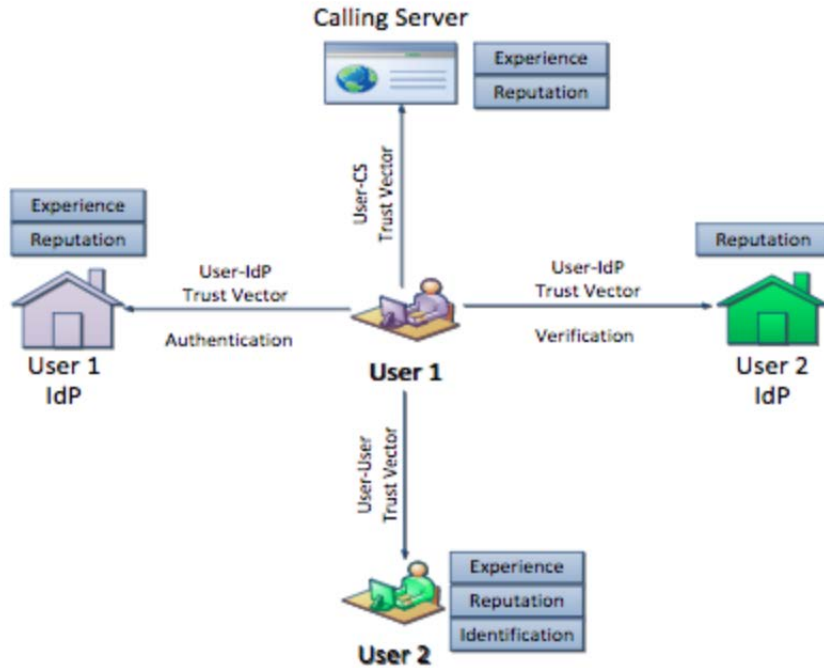 Calling Server
Experience
Reputation
User-CS
Trust Vector
Experience
Reputation
User-IdP
Trust Vector
Authentication
User 1
IdP
User 1
Reputation
User-IdP
Trust Vector
Verification
User 2
IdP
User-User
Trust Vector
Experience
Reputation
Identification
User 2